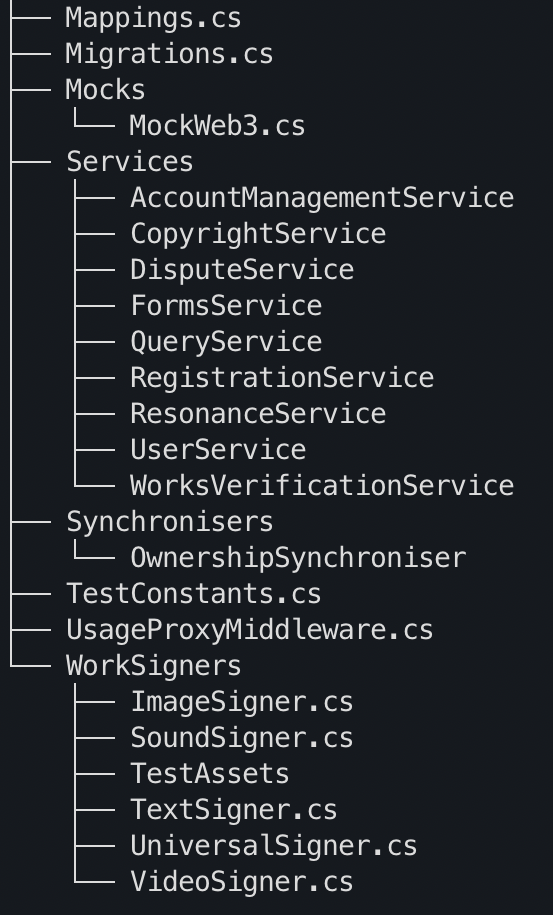 Mappings.cs
Migrations.cs
Mocks
MockWeb3.cs
Services
AccountManagementService
CopyrightService
DisputeService
FormsService
QueryService
RegistrationService
ResonanceService
UserService
WorksVerificationService
Synchronisers
OwnershipSynchroniser
TestConstants.cs
UsageProxyMiddleware.cs
WorkSigners
ImageSigner.cs
SoundSigner.cs
TestAssets
TextSigner.cs
UniversalSigner.cs
VideoSigner.cs